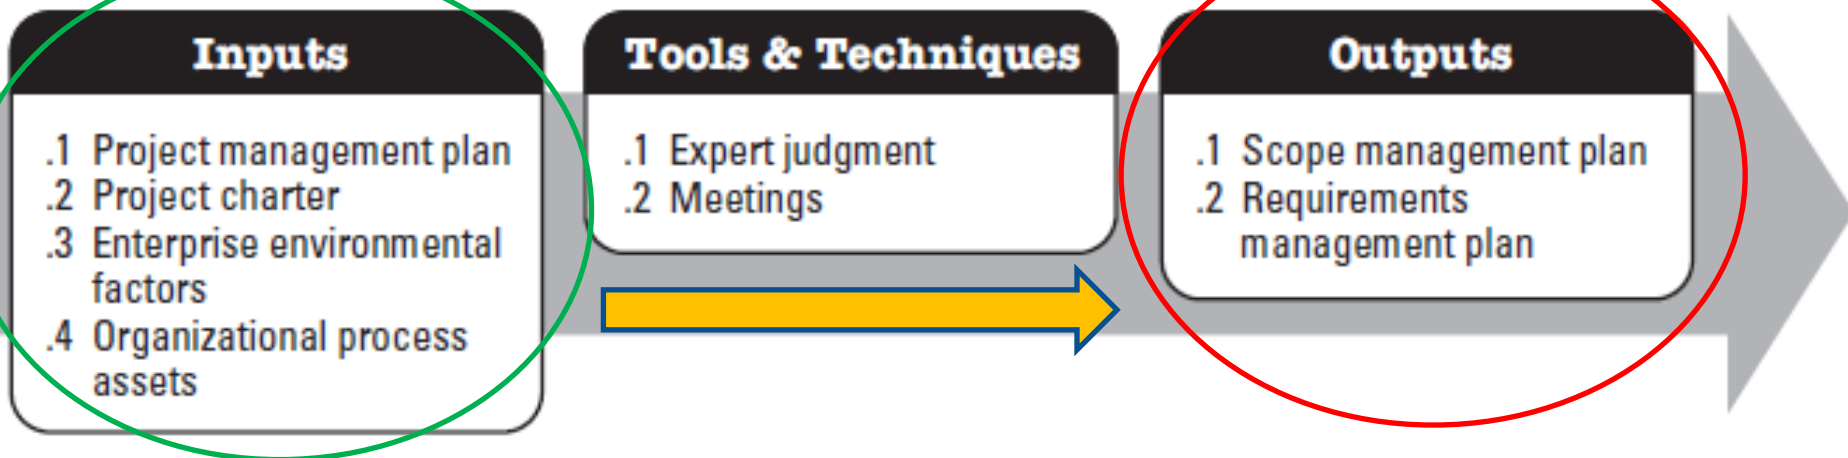 Inputs
.1 Project management plan
.2 Project charter
.3 Enterprise environmental
factors
.4 Organizational process
assets
Tools & Techniques
.1 Expert judgment
.2 Meetings
Outputs
.1 Scope management plan
.2 Requirements
management plan